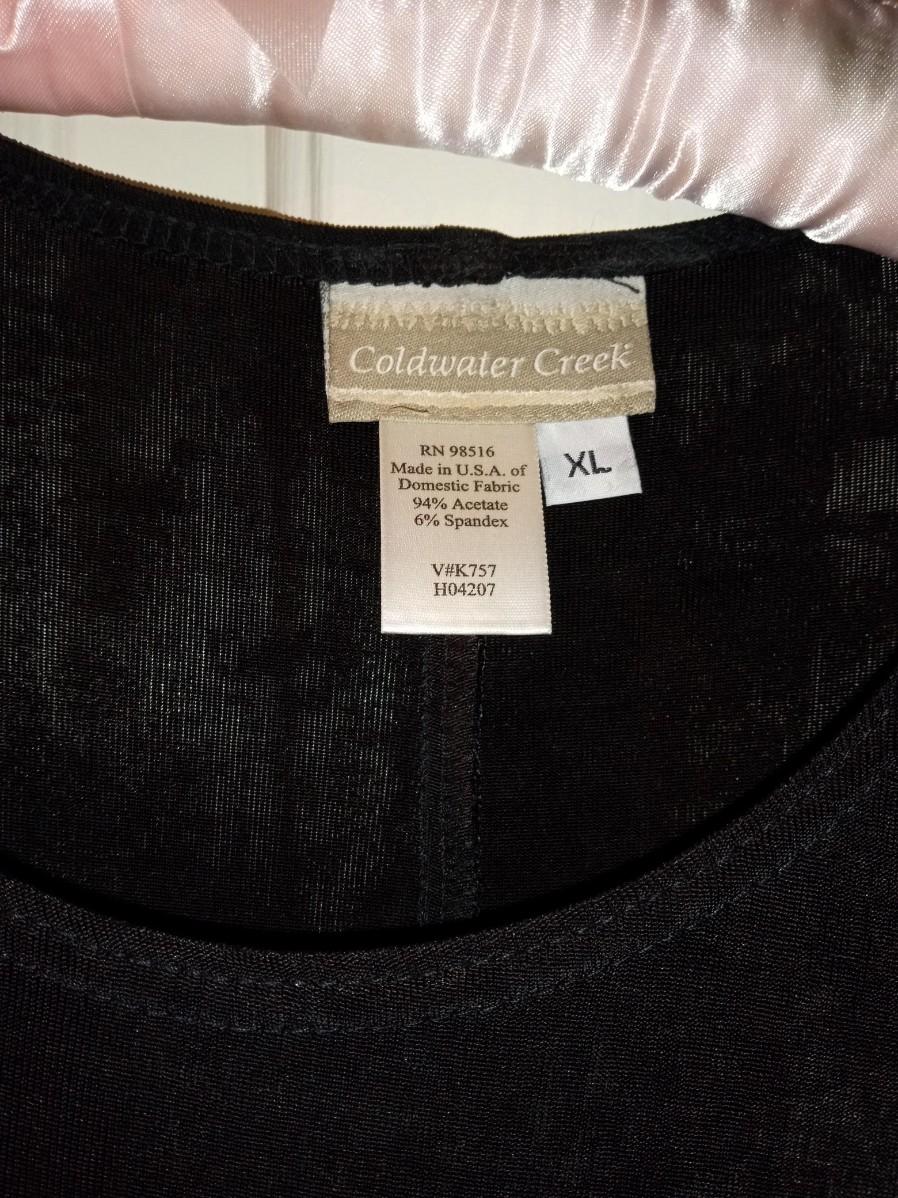 Coldwater Creek
RN 98516
Made in U.S.A. of
Domestic Fabric
94% Acetate
6% Spandex
V#K757
H04207
XL